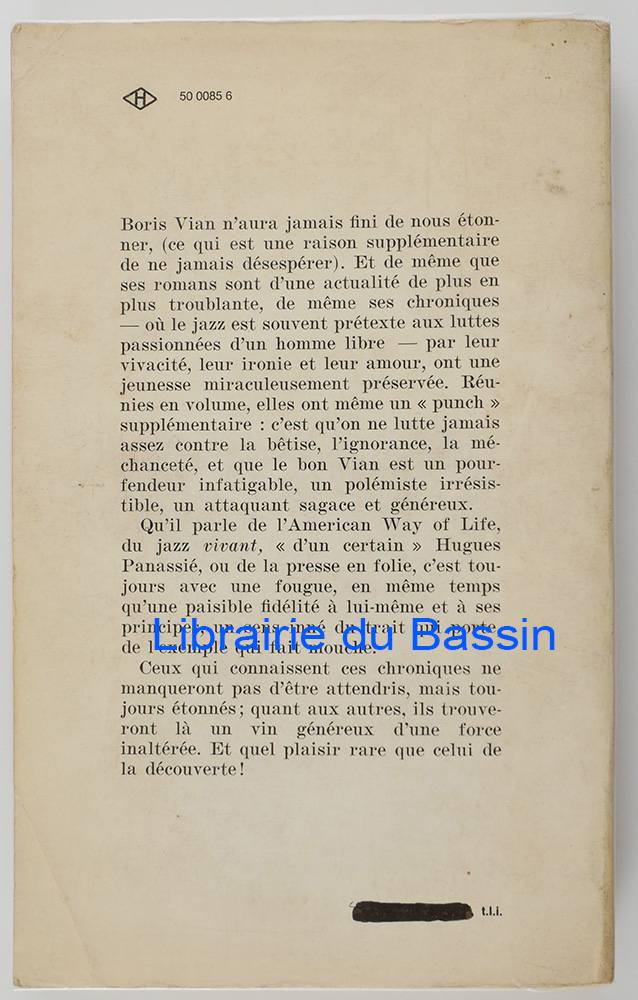 H
50 0085 6
Boris Vian n'aura jamais fini de nous éton-
ner, (ce qui est une raison supplémentaire
de ne jamais désespérer). Et de même que
ses romans sont d'une actualité de plus en
plus troublante, de même ses chroniques
— où le jazz est souvent prétexte aux luttes
passionnées d'un homme libre — par leur
vivacité, leur ironie et leur amour, ont une
jeunesse miraculeusement préservée. Réu-
nies en volume, elles ont même un « punch »
supplémentaire : c'est qu'on ne lutte jamais
assez contre la bêtise, l'ignorance, la mé-
chanceté, et que le bon Vian est un pour-
fendeur infatigable, un polémiste irrésis-
tible, un attaquant sagace et généreux.
Qu'il parle de l'American Way of Life,
du jazz vivant, « d'un certain » Hugues
Panassié, ou de la presse en folie, c'est tou-
jours avec une fougue, en même temps
qu'une paisible fidélité à lui-même et à ses
principes, un sens inné du trait qui porte,
Librairie du Bassin
de l'exemple qui fait mouche.
Ceux qui connaissent ces chroniques ne
manqueront pas d'être attendris, mais tou-
jours étonnés ; quant aux autres, ils trouve-
ront là un vin généreux d'une force
inaltérée. Et quel plaisir rare que celui de
la découverte !
t.l.i.